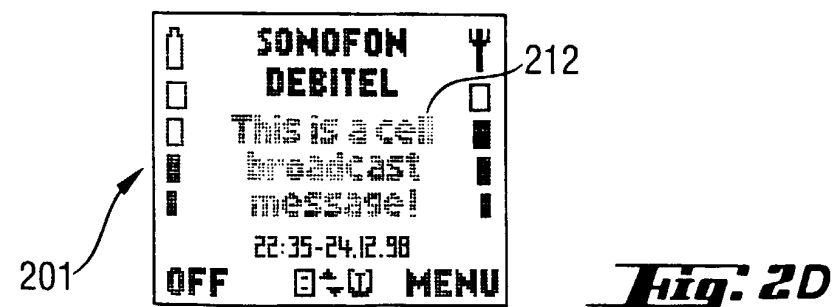 SONOFON
DEBITEL
212
This is a cell
broadcast
message!
22:35-24.12.98
201
OFF MENU
Fig. 2D